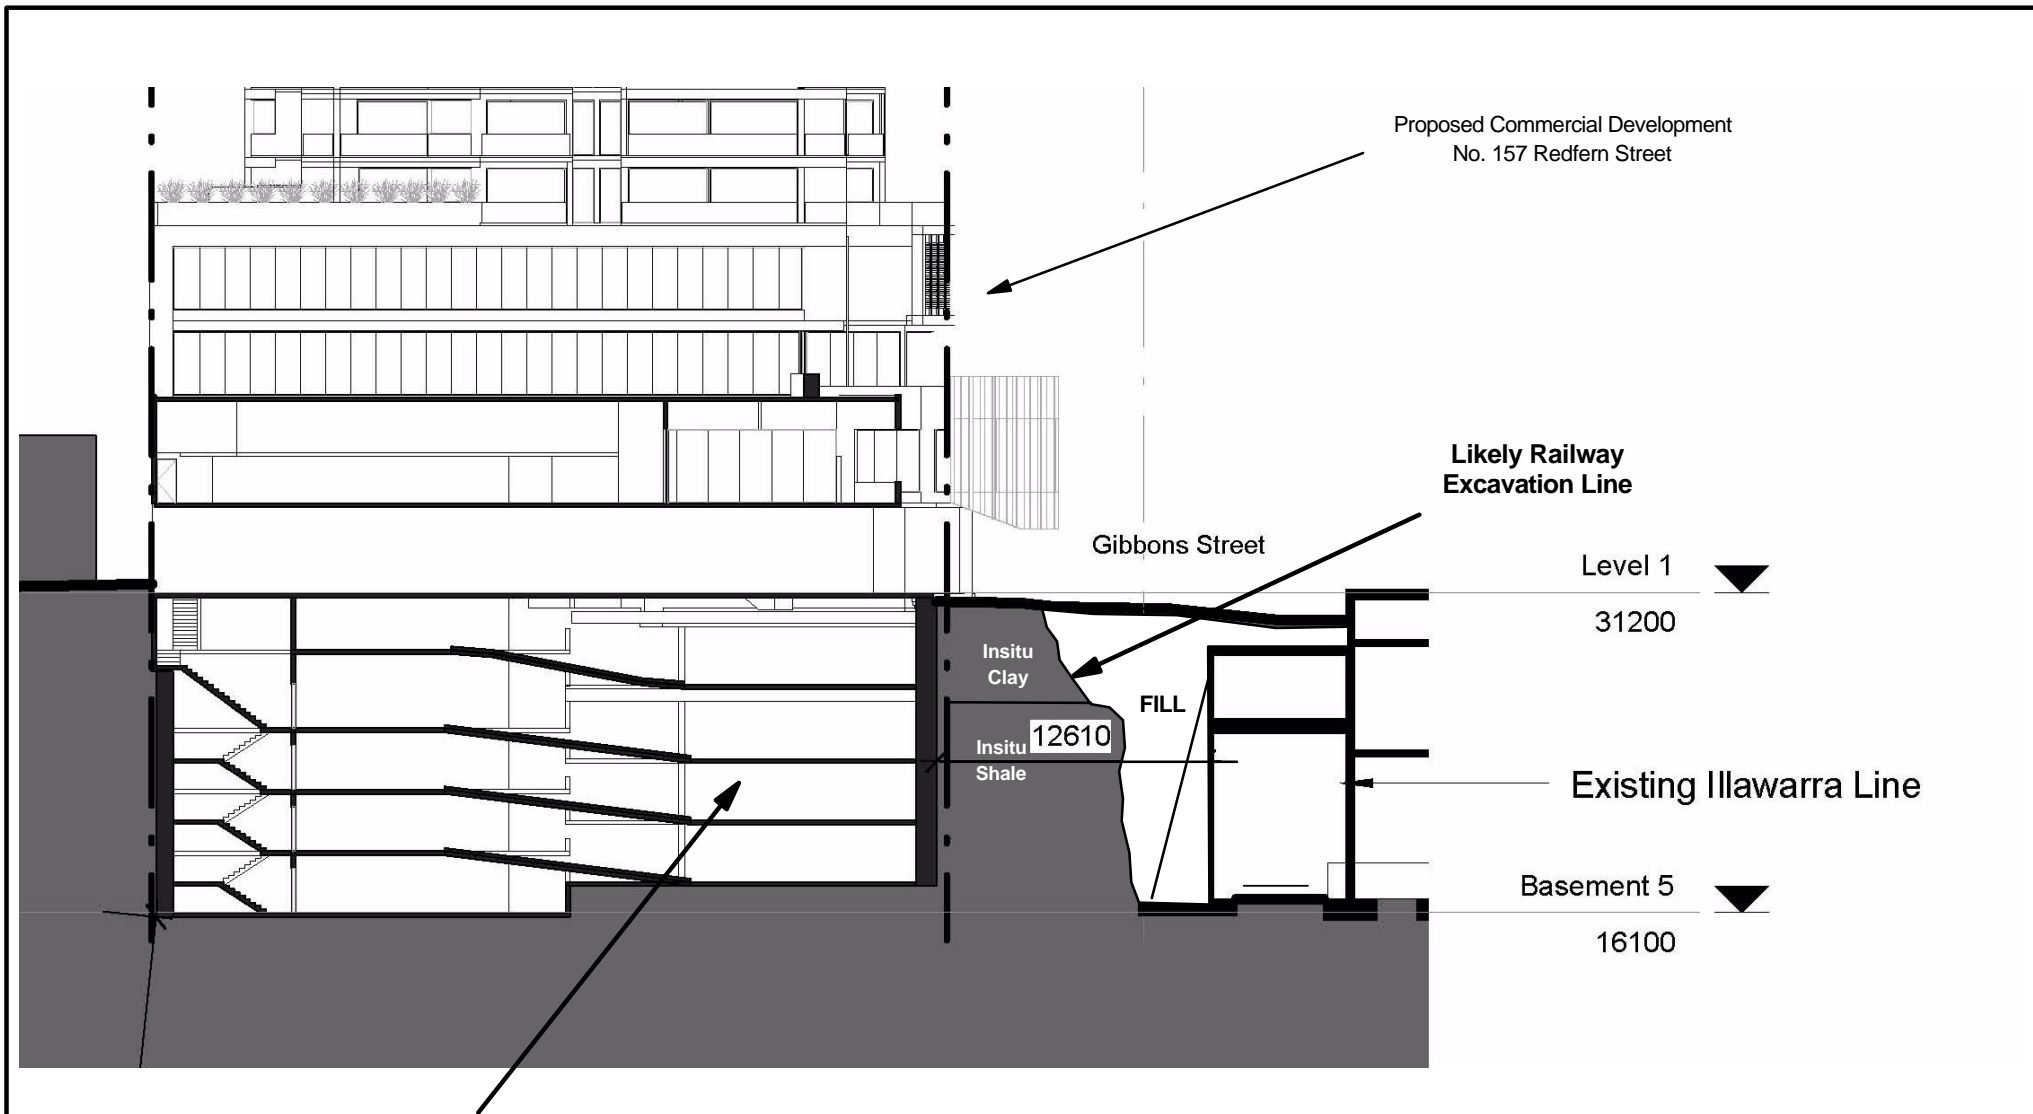 Proposed Commercial Development
No. 157 Redfern Street
Likely Railway
Excavation Line
Gibbons Street
Level 1
31200
Insitu
Clay
FILL
12610
Insitu
Shale
Existing Illawarra Line
Basement 5
16100